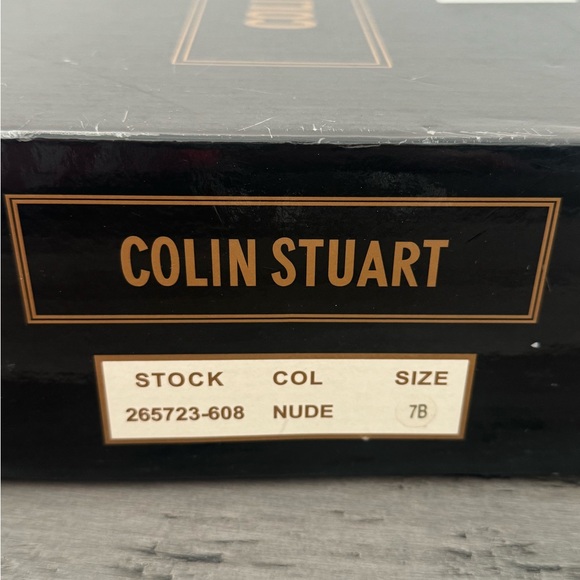 COLIN STUART
STOCK COL SIZE
265723-608 NUDE 7B